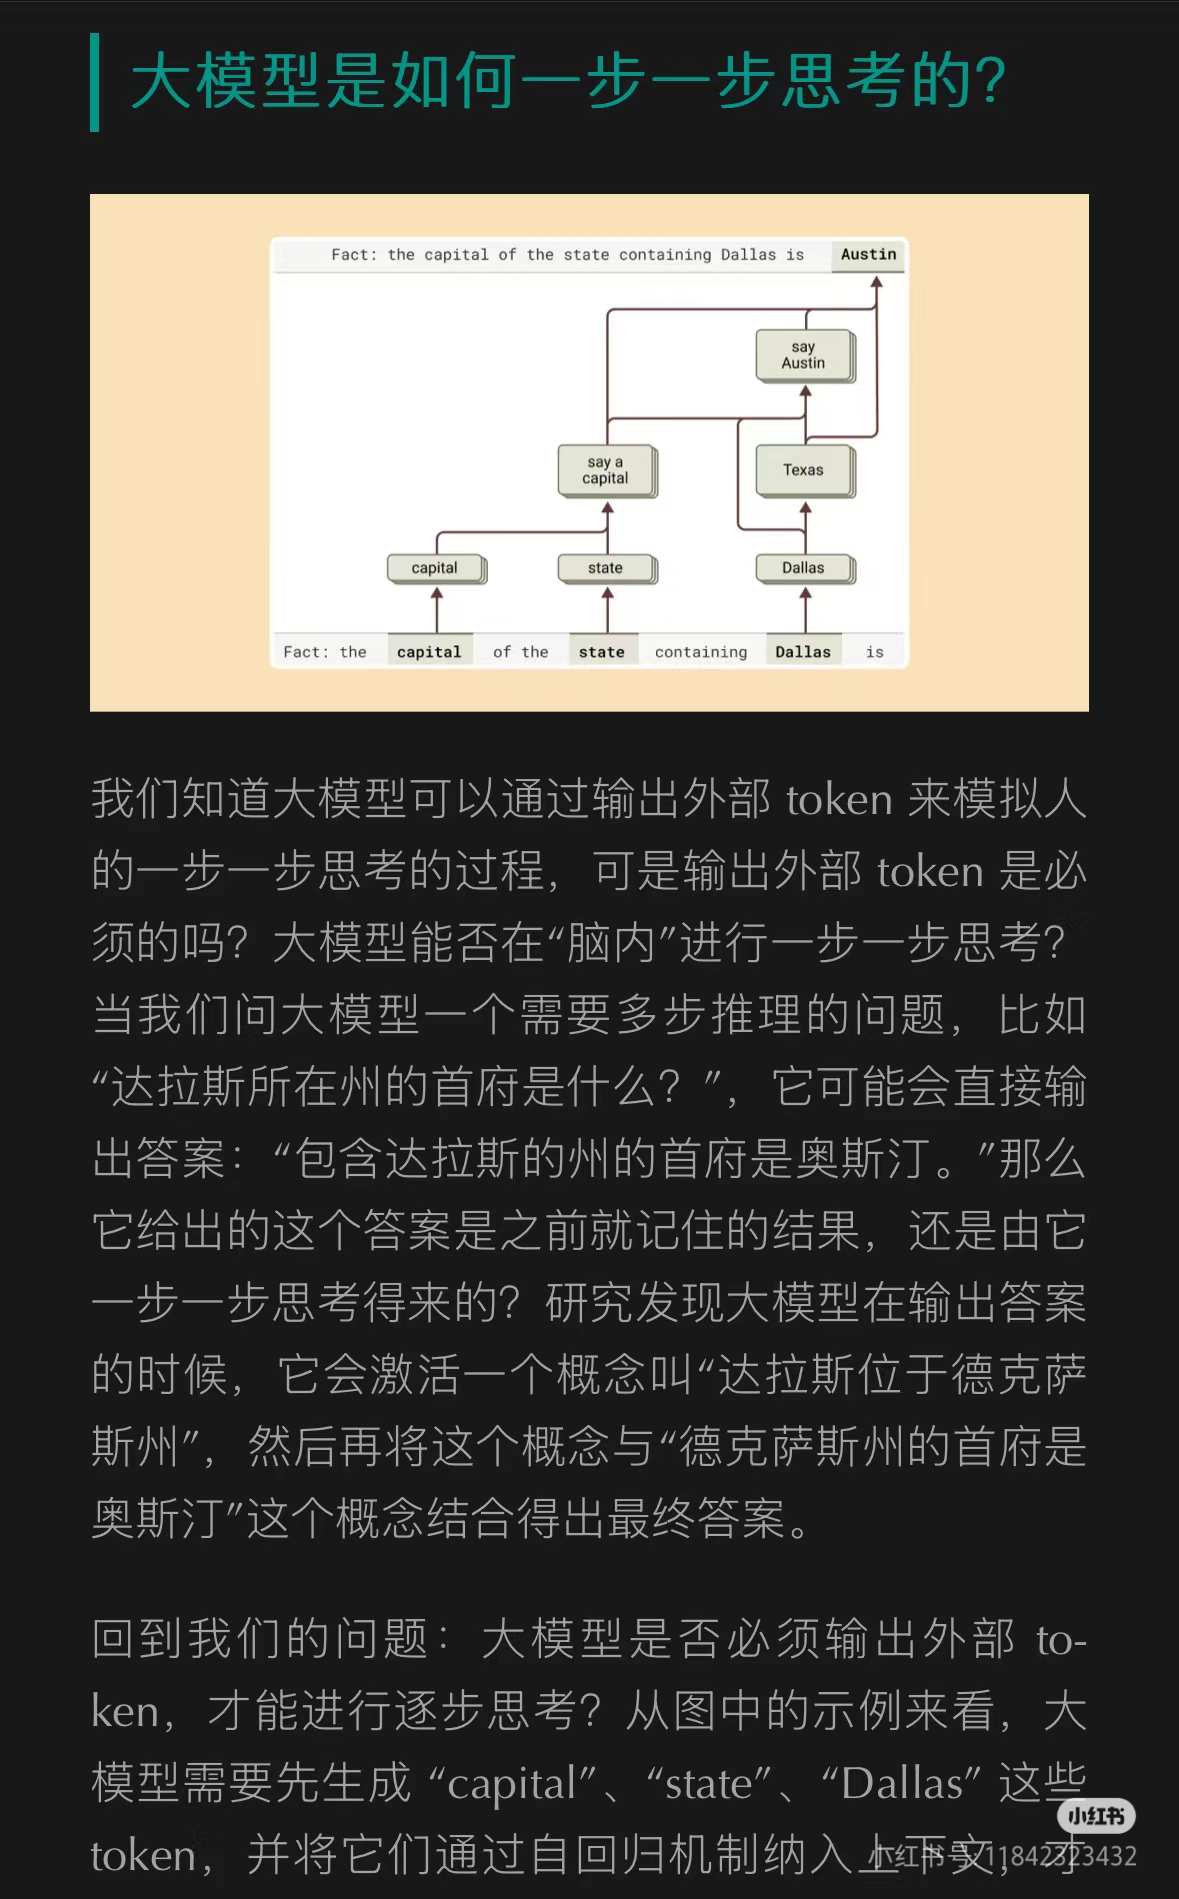 大模型是如何一步一步思考的？
Fact: the capital of the state containing Dallas is Austin
say
Austin
say a
capital
Texas
capital
state
Dallas
Fact: the capital of the state containing Dallas is
我们知道大模型可以通过输出外部 token 来模拟人
的一步一步思考的过程，可是输出外部 token 是必
须的吗？大模型能否在“脑内”进行一步一步思考？
当我们问大模型一个需要多步推理的问题，比如
“达拉斯所在州的首府是什么？”，它可能会直接输
出答案：“包含达拉斯的州的首府是奥斯汀。”那么
它给出的这个答案是之前就记住的结果，还是由它
一步一步思考得来的？研究发现大模型在输出答案
的时候，它会激活一个概念叫“达拉斯位于德克萨
斯州”，然后再将这个概念与“德克萨斯州的首府是
奥斯汀”这个概念结合得出最终答案。
回到我们的问题：大模型是否必须输出外部 to-
ken，才能进行逐步思考？从图中的示例来看，大
模型需要先生成 “capital”、“state”、“Dallas” 这些
小红书
token，并将它们通过自回归机制纳入上下文，才
小红书号：11842323432